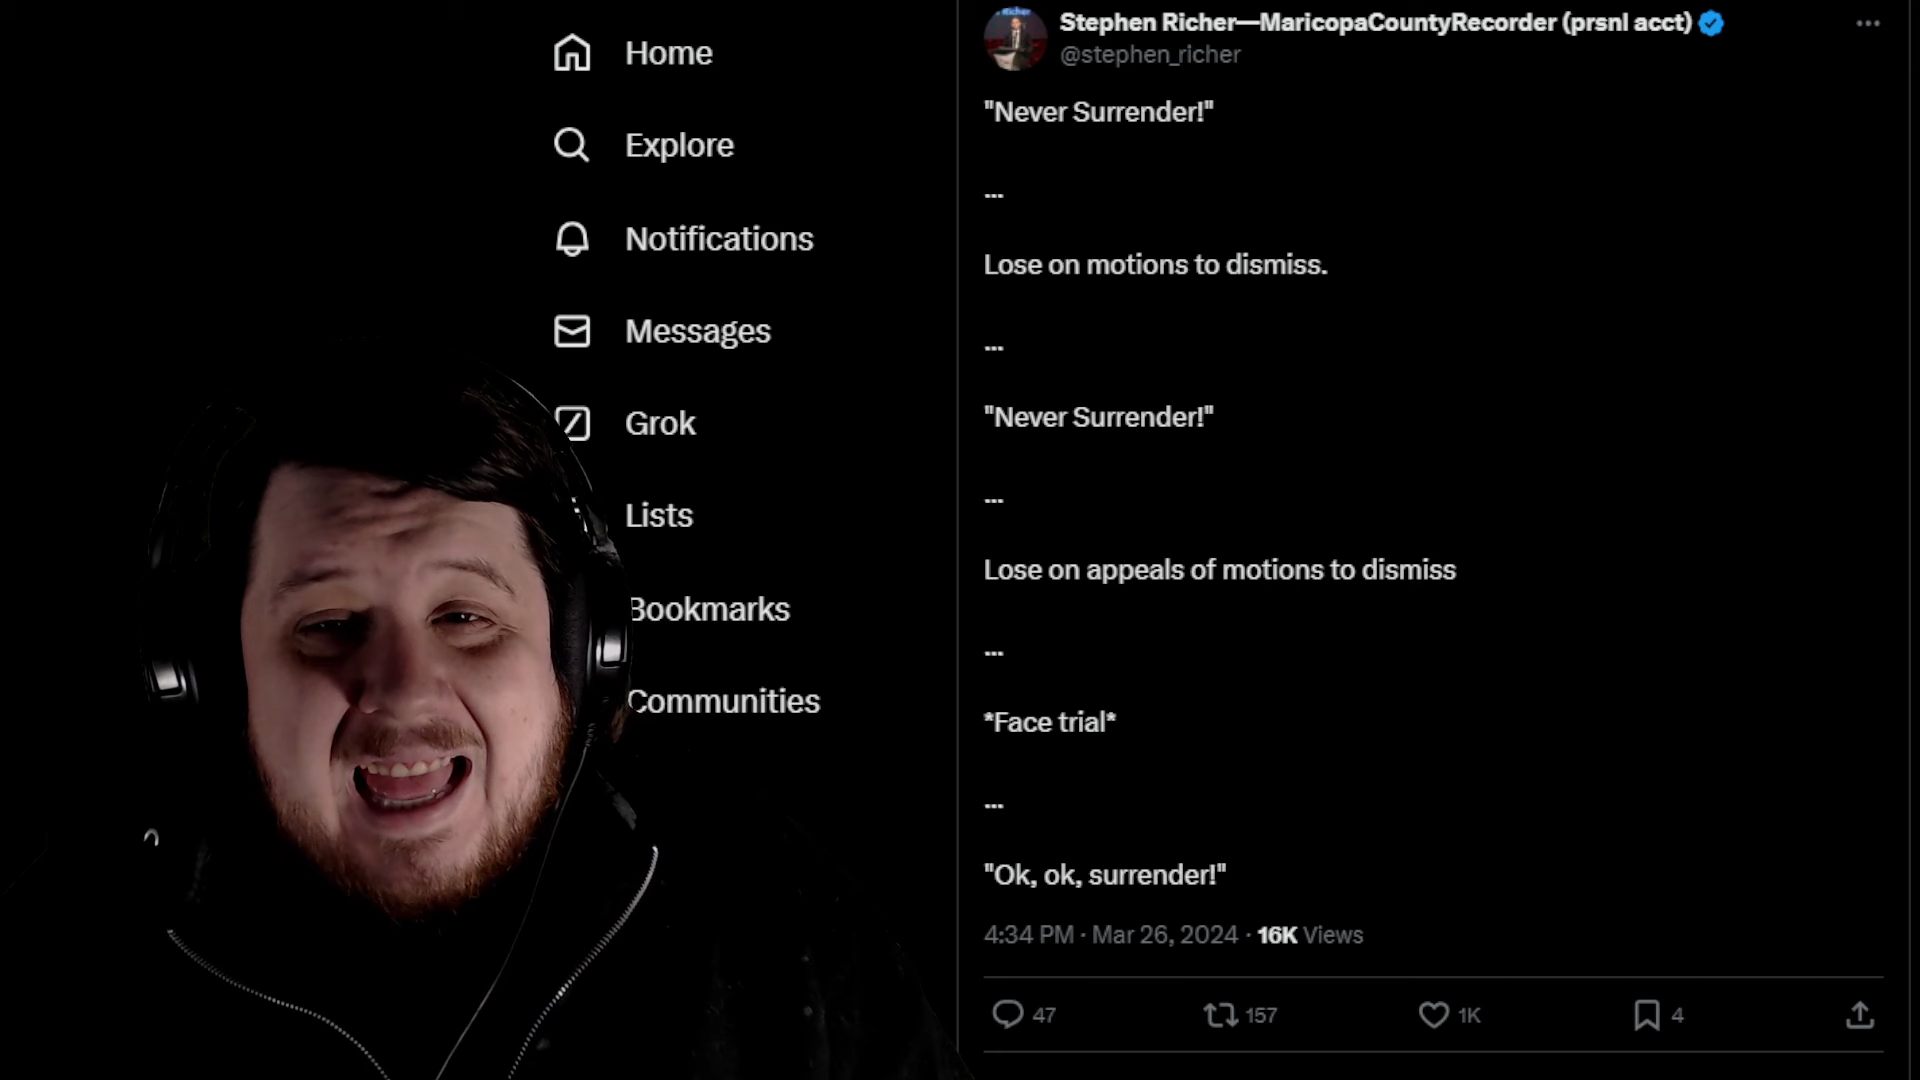 Home
Explore
Notifications
Messages
Grok
Lists
Bookmarks
Communities
Richer
Stephen Richer—MaricopaCountyRecorder (prsnl acct)
@stephen_richer
"Never Surrender!"
...
Lose on motions to dismiss.
...
"Never Surrender!"
...
Lose on appeals of motions to dismiss
...
*Face trial*
...
"Ok, ok, surrender!"
4:34 PM · Mar 26, 2024 · 16K Views
47
157
1K
4